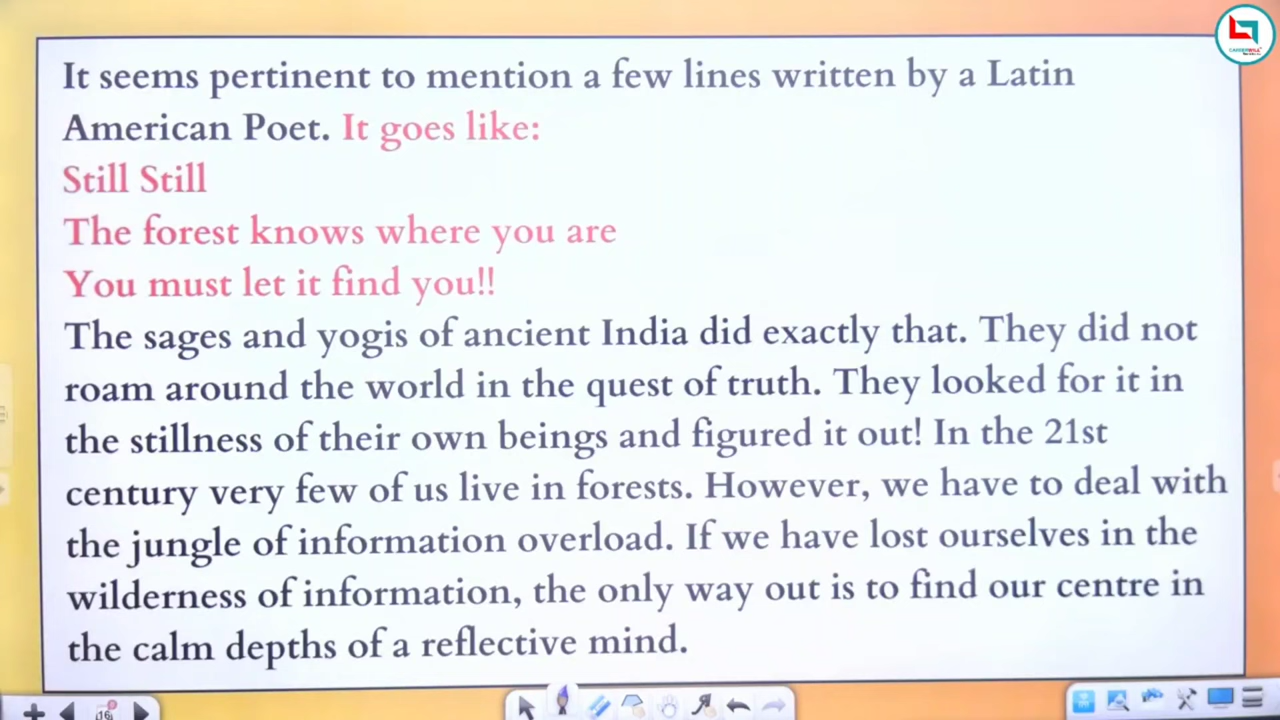 It seems pertinent to mention a few lines written by a Latin
American Poet. It goes like:
Still Still
The forest knows where you are
You must let it find you!!
The sages and yogis of ancient India did exactly that. They did not
roam around the world in the quest of truth. They looked for it in
the stillness of their own beings and figured it out! In the 21st
century very few of us live in forests. However, we have to deal with
the jungle of information overload. If we have lost ourselves in the
wilderness of information, the only way out is to find our centre in
the calm depths of a reflective mind.
CAREERWILL
16